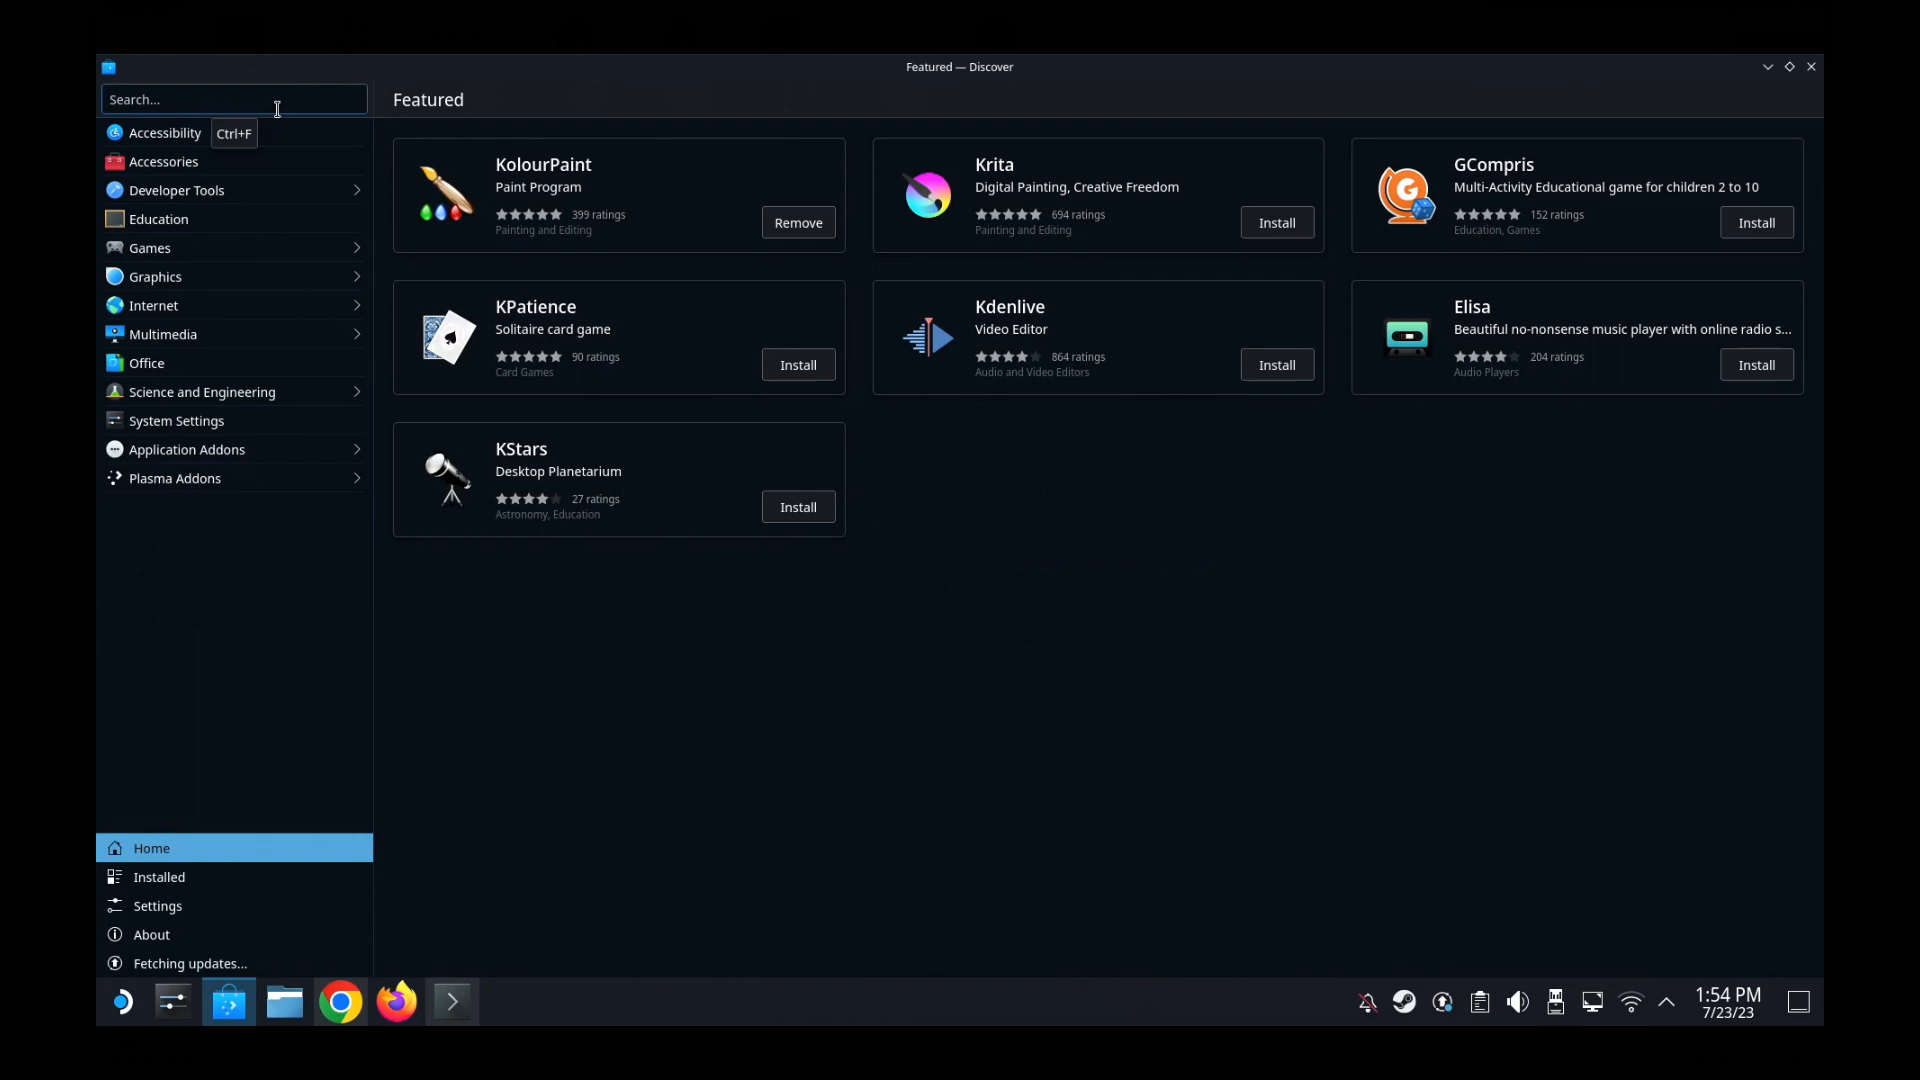 Featured — Discover
Search...
Featured
Accessibility
Ctrl+F
Accessories
Developer Tools
Education
Games
Graphics
Internet
Multimedia
Office
Science and Engineering
System Settings
Application Addons
Plasma Addons
Home
Installed
Settings
About
Fetching updates...
KolourPaint
Paint Program
399 ratings
Painting and Editing
Remove
Krita
Digital Painting, Creative Freedom
694 ratings
Painting and Editing
Install
GCompris
Multi-Activity Educational game for children 2 to 10
152 ratings
Education, Games
Install
KPatience
Solitaire card game
90 ratings
Card Games
Install
Kdenlive
Video Editor
864 ratings
Audio and Video Editors
Install
Elisa
Beautiful no-nonsense music player with online radio s...
204 ratings
Audio Players
Install
KStars
Desktop Planetarium
27 ratings
Astronomy, Education
Install
1:54 PM
7/23/23